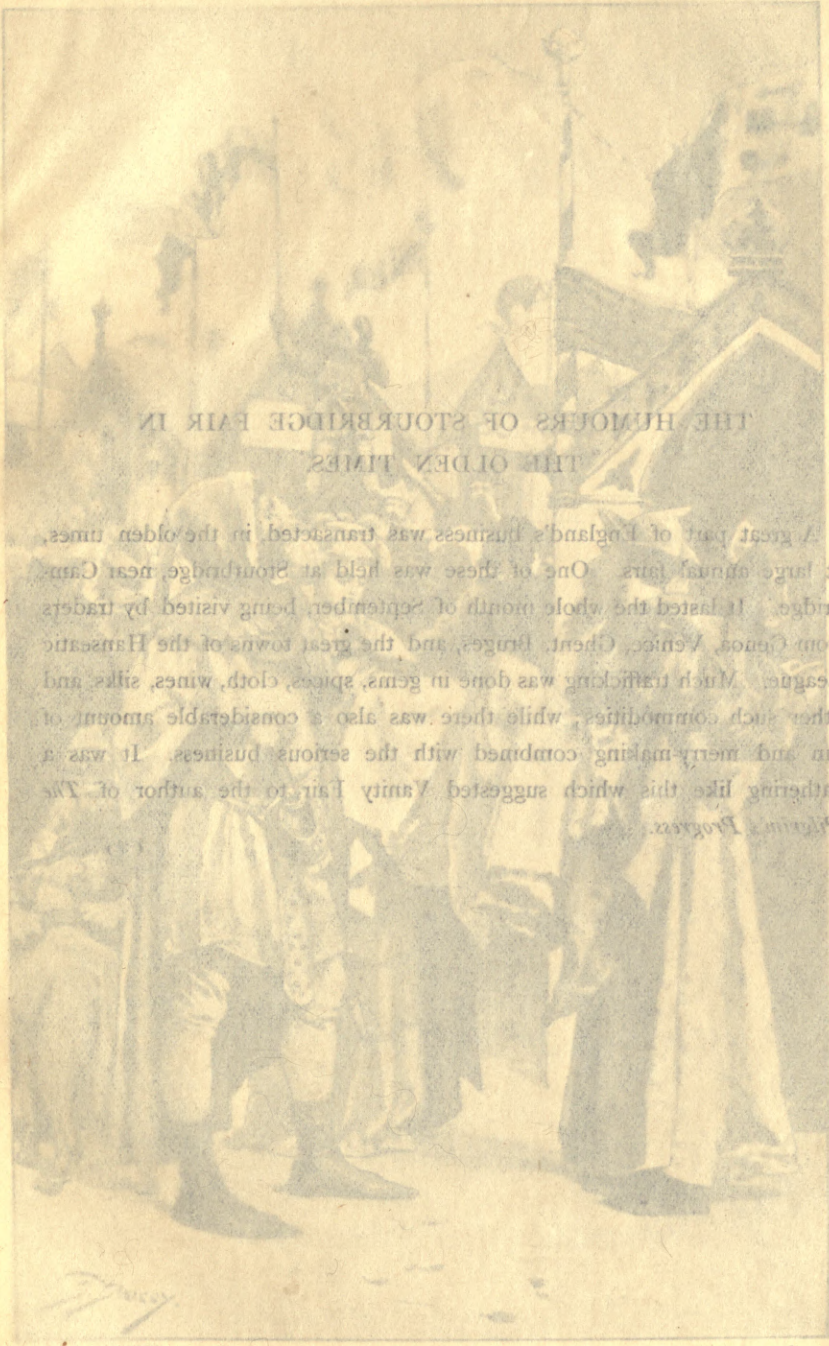 THE HUMOURS OF STOURBRIDGE FAIR IN
THE OLDEN TIMES.
A great part of England's business was transacted, in the olden times,
large annual fairs. One of these was held at Stourbridge, near Cam-
ridge. It lasted the whole month of September, being visited by traders
om Genoa, Venice, Ghent, Bruges, and the great towns of the Hanseatic
eague. Much trafficking was done in gems, spices, cloth, wines, silks, and
ther such commodities; while there was also a considerable amount of
un and merry-making combined with the serious business. It was a
thering like this which suggested Vanity Fair to the author of The
ilgrim's Progress.